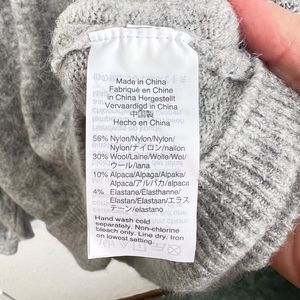 Made in China
Fabriqué en Chine
in China Hergestellt
Vervaardigd in China
中国製
Hecho en China
56% Nylon/Nylon/Nylon/
Nylon/ナイロン/nailon
30% Wool/Laine/Wolle/Wol/
ウール/lana
10% Alpaca/Alpaga/Alpaka/
Alpaca/アルパカ/alpaca
4% Elastane/Elasthanne/
Elastan/Elastaan/エラス
テーン/elastano
Hand wash cold
separately. Non-chlorine
bleach only. Line dry. Iron
on lowest setting.